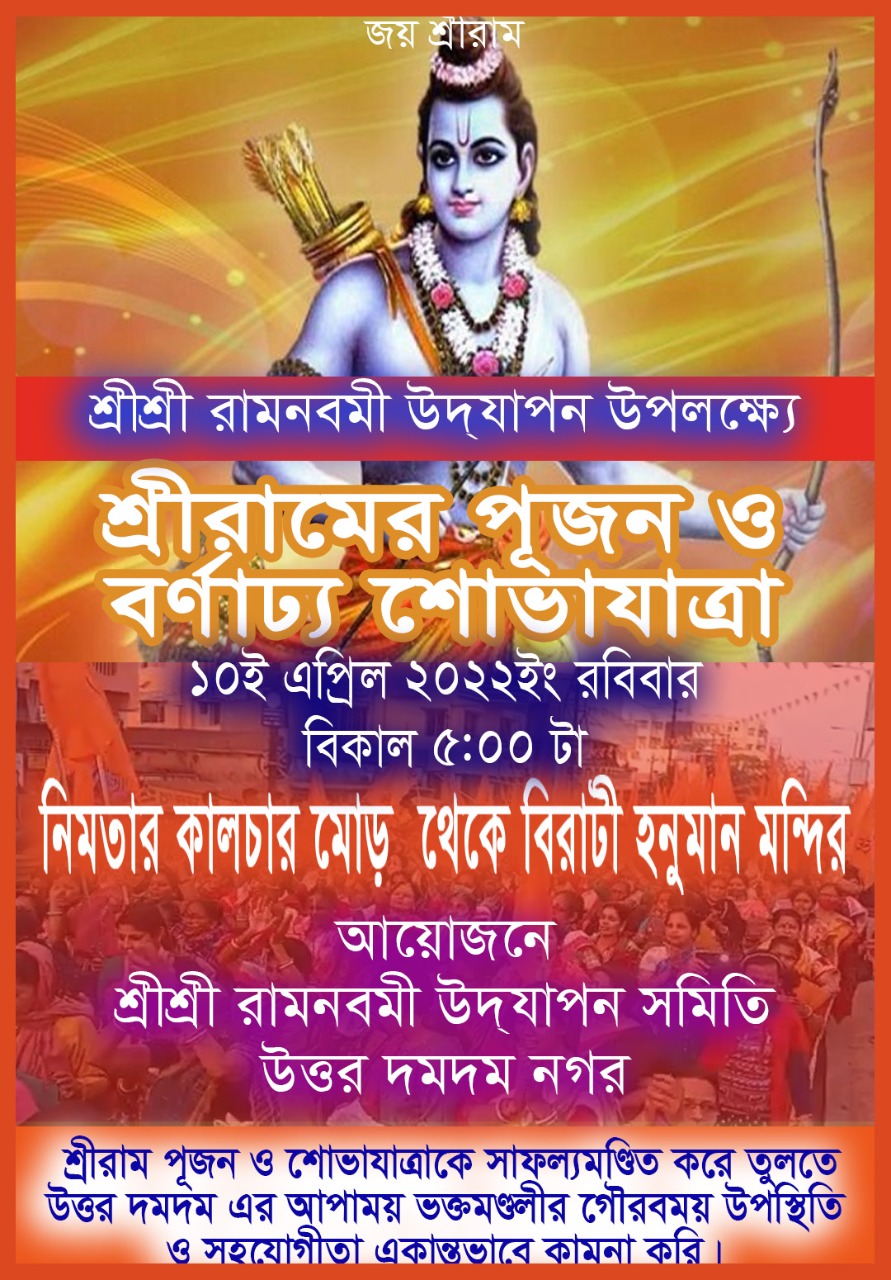 জয় শ্রীরাম
শ্রীশ্রী রামনবমী উদ্‌যাপন উপলক্ষ্যে
শ্রীরামের পূজন ও
বর্ণাঢ্য শোভাযাত্রা
১০ই এপ্রিল ২০২২ইং রবিবার
বিকাল ৫:০০ টা
নিমতার কালচার মোড় থেকে বিরাটী হনুমান মন্দির
আয়োজনে
শ্রীশ্রী রামনবমী উদ্‌যাপন সমিতি
উত্তর দমদম নগর
শ্রীরাম পূজন ও শোভাযাত্রাকে সাফল্যমণ্ডিত করে তুলতে
উত্তর দমদম এর আপাময় ভক্তমণ্ডলীর গৌরবময় উপস্থিতি
ও সহযোগীতা একান্তভাবে কামনা করি।